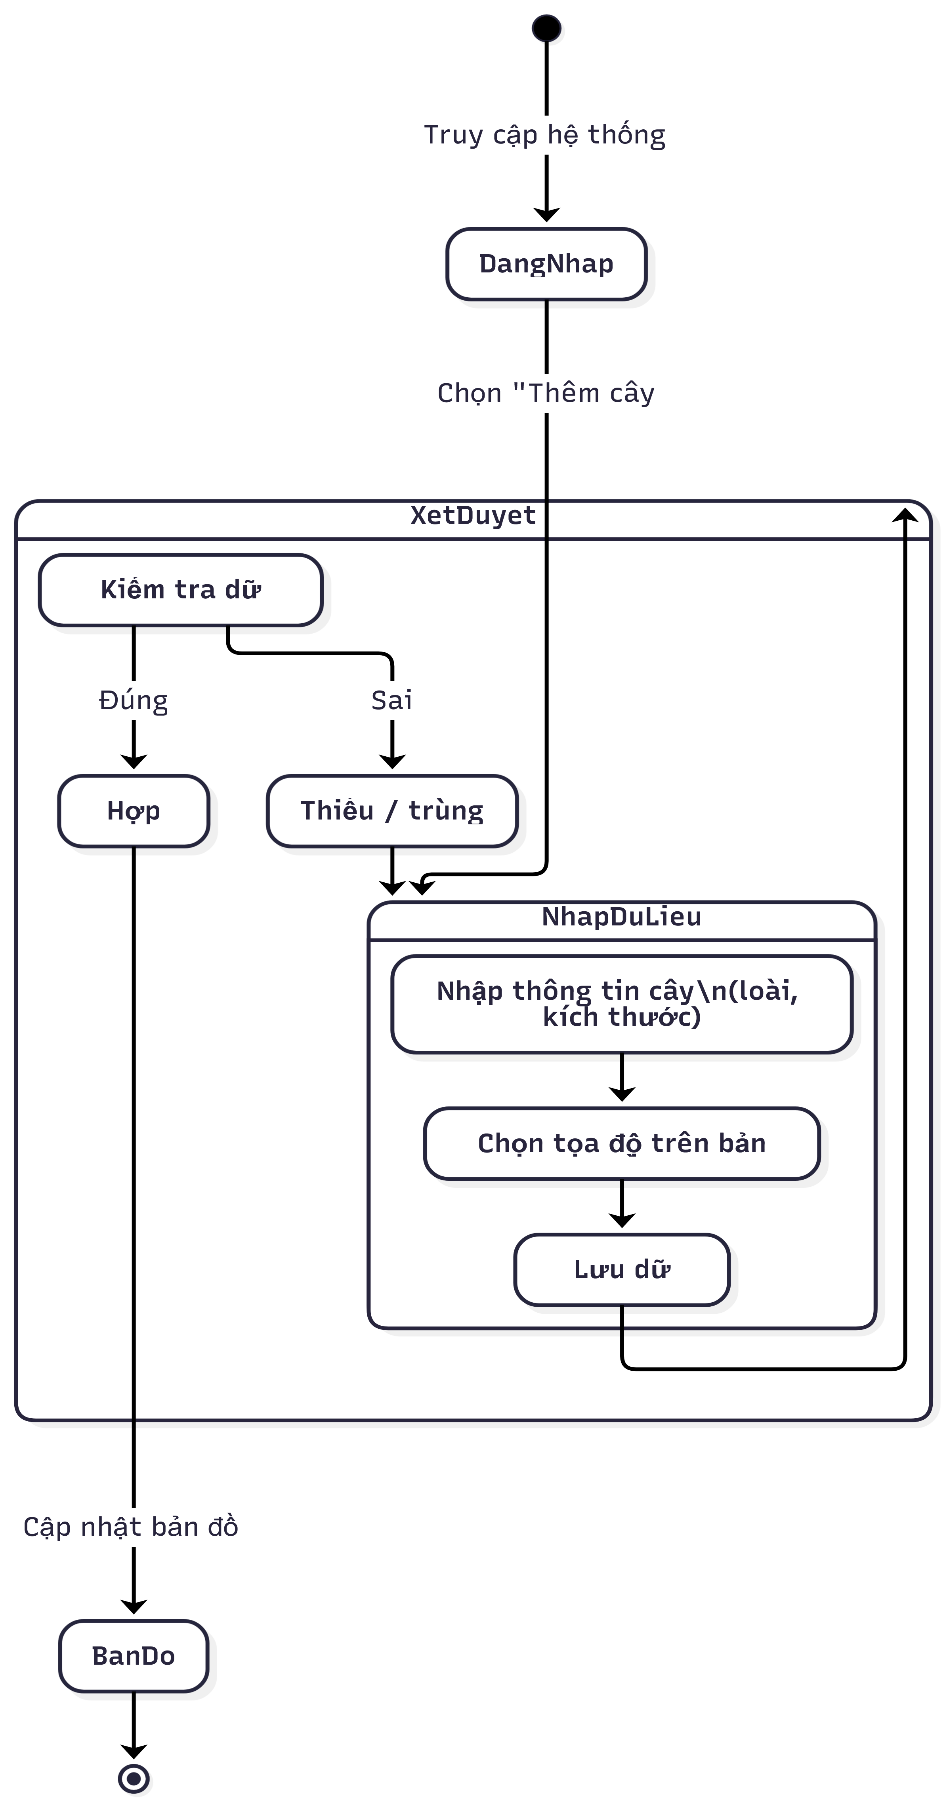 Truy cập hệ thống
DangNhap
Chọn "Thêm cây
XetDuyet
Kiểm tra dữ
Đúng
Sai
Hợp
Thiếu / trùng
NhapDuLieu
Nhập thông tin cây\n(loài,
kích thước)
Chọn tọa độ trên bản
Lưu dữ
Cập nhật bản đồ
BanDo